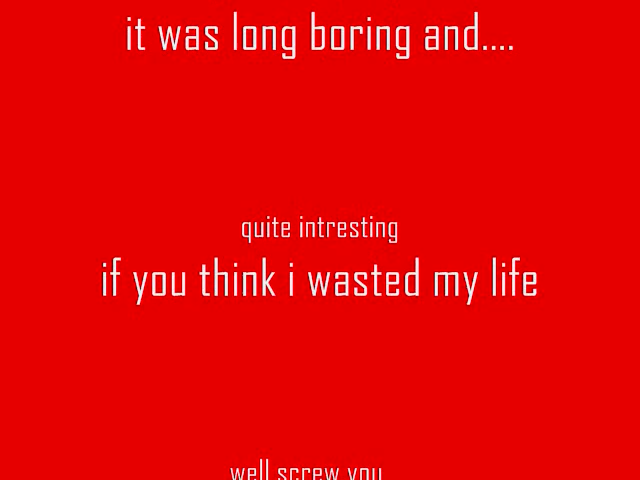 it was long boring and....
quite intresting
if you think i wasted my life
well screw you